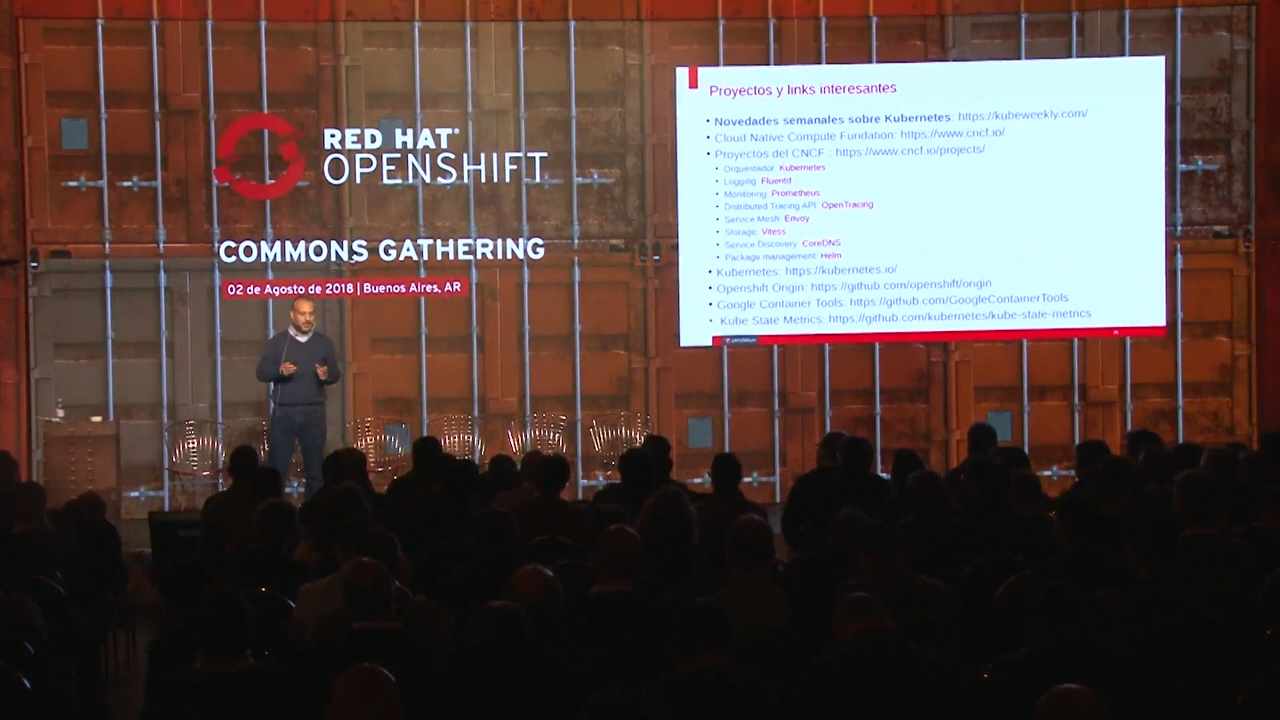 RED HAT®
OPENSHIFT
COMMONS GATHERING
02 de Agosto de 2018 | Buenos Aires, AR
Proyectos y links interesantes
• Novedades semanales sobre Kubernetes: https://kubeweekly.com/
• Cloud Native Compute Fundation: https://www.cncf.io/
• Proyectos del CNCF : https://www.cncf.io/projects/
• Orquestador: Kubernetes
• Logging: Fluentd
• Monitoring: Prometheus
• Distributed Tracing API: OpenTracing
• Service Mesh: Envoy
• Storage: Vitess
• Service Discovery: CoreDNS
• Package management: Helm
• Kubernetes: https://kubernetes.io/
• Openshift Origin: https://github.com/openshift/origin
• Google Container Tools: https://github.com/GoogleContainerTools
• Kube State Metrics: https://github.com/kubernetes/kube-state-metrics